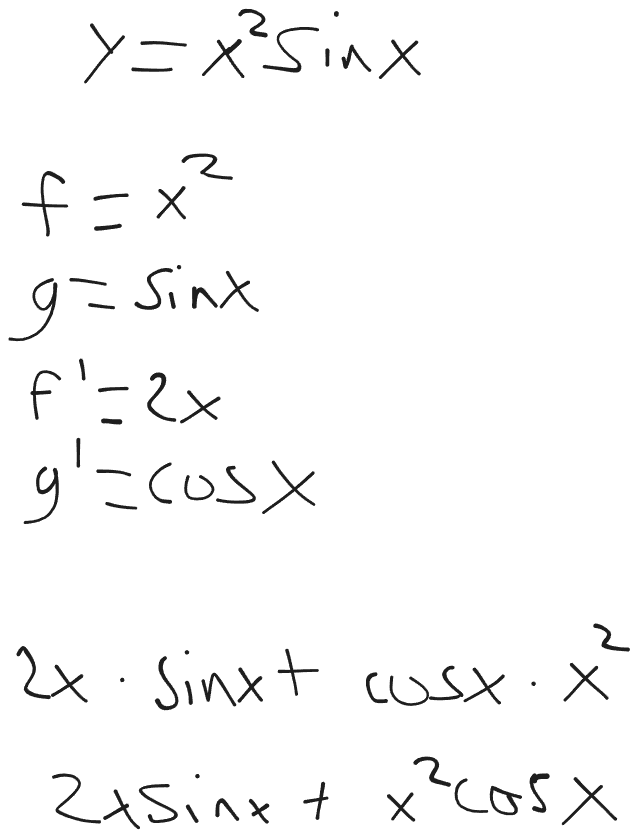 y = x²sinx
f = x²
g = sinx
f' = 2x
g' = cosx
2x · sinx + cosx · x²
2xsinx + x²cosx